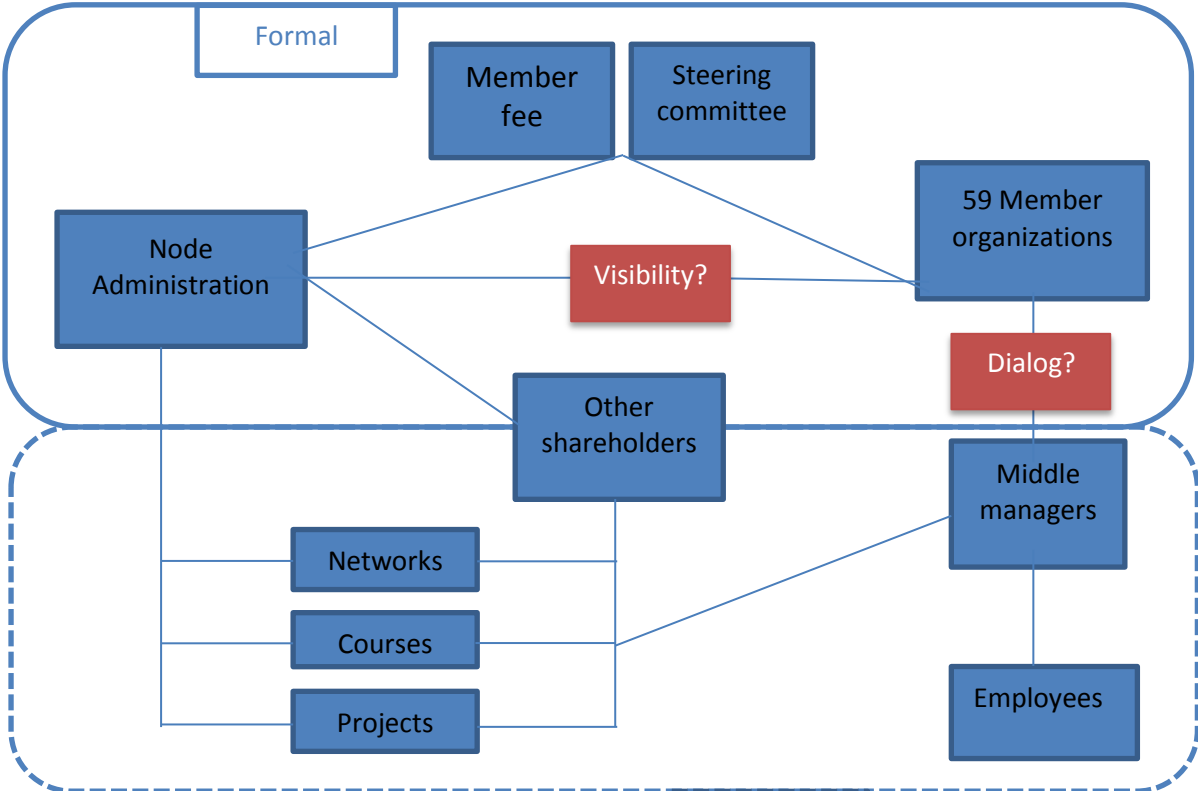 Formal
Member
fee
Steering
committee
59 Member
organizations
Node
Administration
Visibility?
Dialog?
Other
shareholders
Middle
managers
Networks
Courses
Projects
Employees